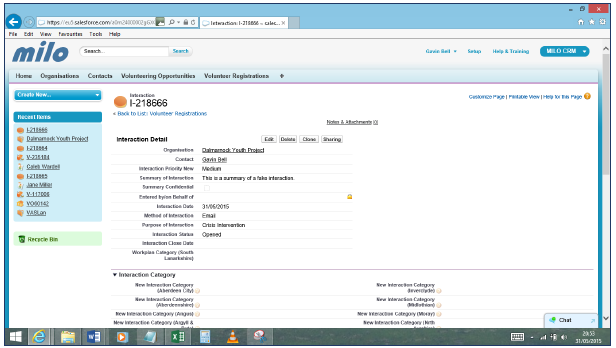 https://eu5.salesforce.com
Interaction: I-218666 ~ sales...
File Edit View Favourites Tools Help
milo
Search...
Search
Gavin Bell
Setup
Help & Training
MILO CRM
Home Organisations Contacts Volunteering Opportunities Volunteer Registrations +
Create New...
Interaction
I-218666
Customize Page | Printable View | Help for this Page
« Back to List: Volunteer Registrations
Notes & Attachments [0]
Recent Items
I-218666
Dalmarnock Youth Project
I-218664
V-238184
Caleb Wardell
I-218665
Jane Miller
V-117006
VO60142
VASLan
Recycle Bin
Interaction Detail
Edit Delete Clone Sharing
Organisation Dalmarnock Youth Project
Contact Gavin Bell
Interaction Priority New Medium
Summary of Interaction This is a summary of a fake interaction.
Summary Confidential
Entered by/on Behalf of
Interaction Date 31/05/2015
Method of Interaction Email
Purpose of Interaction Crisis Intervention
Interaction Status Opened
Interaction Close Date
Workplan Category (South
Lanarkshire)
Interaction Category
New Interaction Category
(Aberdeen City)
New Interaction Category
(Inverclyde)
New Interaction Category
(Aberdeenshire)
New Interaction Category
(Midlothian)
New Interaction Category (Angus)
New Interaction Category (Moray)
New Interaction Category (Argyll &
New Interaction Category (North
Chat
20:53
31/05/2015